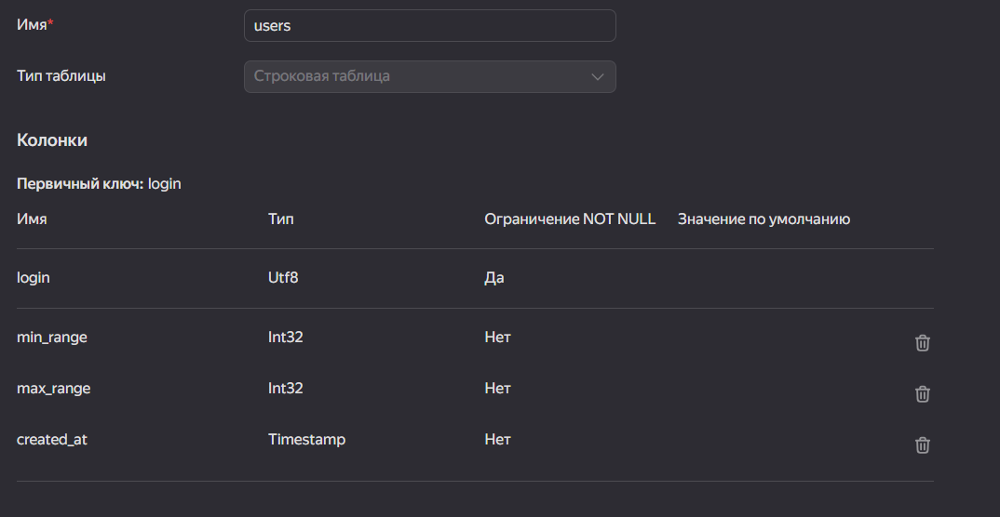 Имя*
users
Тип таблицы
Строковая таблица
Колонки
Первичный ключ: login
Имя Тип Ограничение NOT NULL Значение по умолчанию
login Utf8 Да
min_range Int32 Нет
max_range Int32 Нет
created_at Timestamp Нет